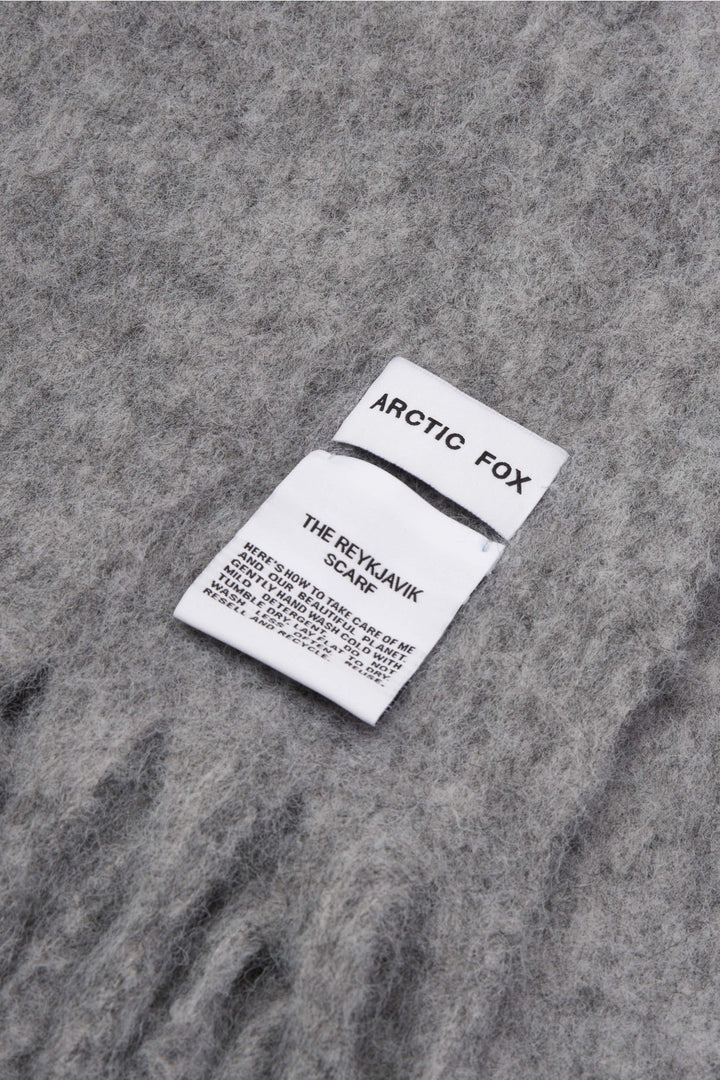 ARCTIC FOX
THE REYKJAVIK
SCARF
HERE'S HOW TO TAKE CARE OF ME
AND OUR BEAUTIFUL PLANET.
GENTLY HAND WASH COLD WITH
MILD DETERGENT, DO NOT
TUMBLE DRY. LAY FLAT TO DRY.
WASH LESS OFTEN. REUSE,
RESELL AND RECYCLE.